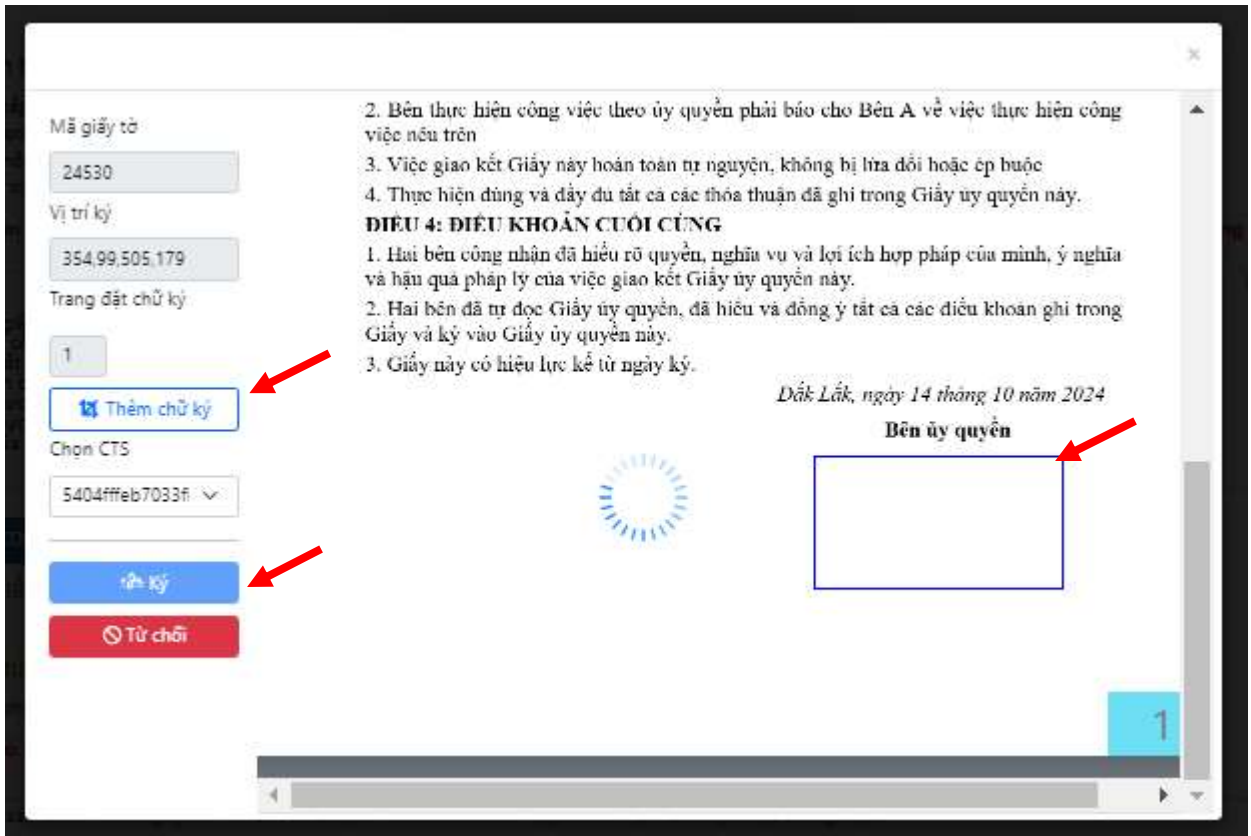 Mã giấy tờ
24530
Vị trí ký
354,99,505,179
Trang đặt chữ ký
1
Thêm chữ ký
Chọn CTS
5404fffeb7033fi
Ký
Từ chối
2. Bên thực hiện công việc theo ủy quyền phải báo cho Bên A về việc thực hiện công
việc nêu trên
3. Việc giao kết Giấy này hoàn toàn tự nguyện, không bị lừa dối hoặc ép buộc
4. Thực hiện đúng và đầy đủ tất cả các thỏa thuận đã ghi trong Giấy ủy quyền này.
ĐIỀU 4: ĐIỀU KHOẢN CUỐI CÙNG
1. Hai bên công nhận đã hiểu rõ quyền, nghĩa vụ và lợi ích hợp pháp của mình, ý nghĩa
và hậu quả pháp lý của việc giao kết Giấy ủy quyền này.
2. Hai bên đã tự đọc Giấy ủy quyền, đã hiểu và đồng ý tất cả các điều khoản ghi trong
Giấy và ký vào Giấy ủy quyền này.
3. Giấy này có hiệu lực kể từ ngày ký.
Đắk Lắk, ngày 14 tháng 10 năm 2024
Bên ủy quyền
1